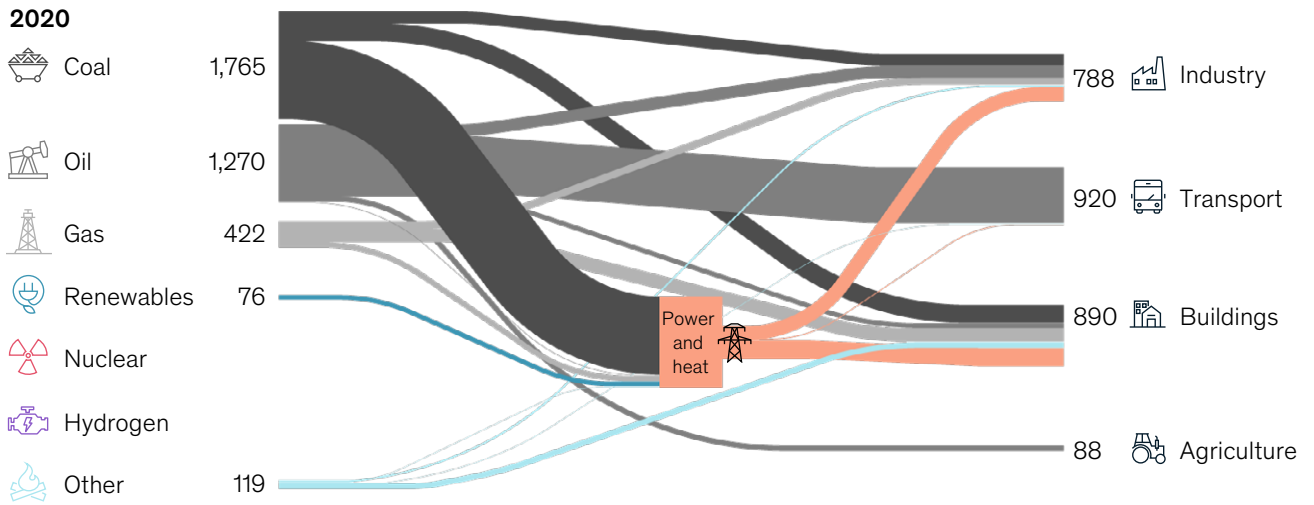 2020
Coal 1,765
Oil 1,270
Gas 422
Renewables 76
Nuclear
Hydrogen
Other 119
Power
and
heat
788 Industry
920 Transport
890 Buildings
88 Agriculture